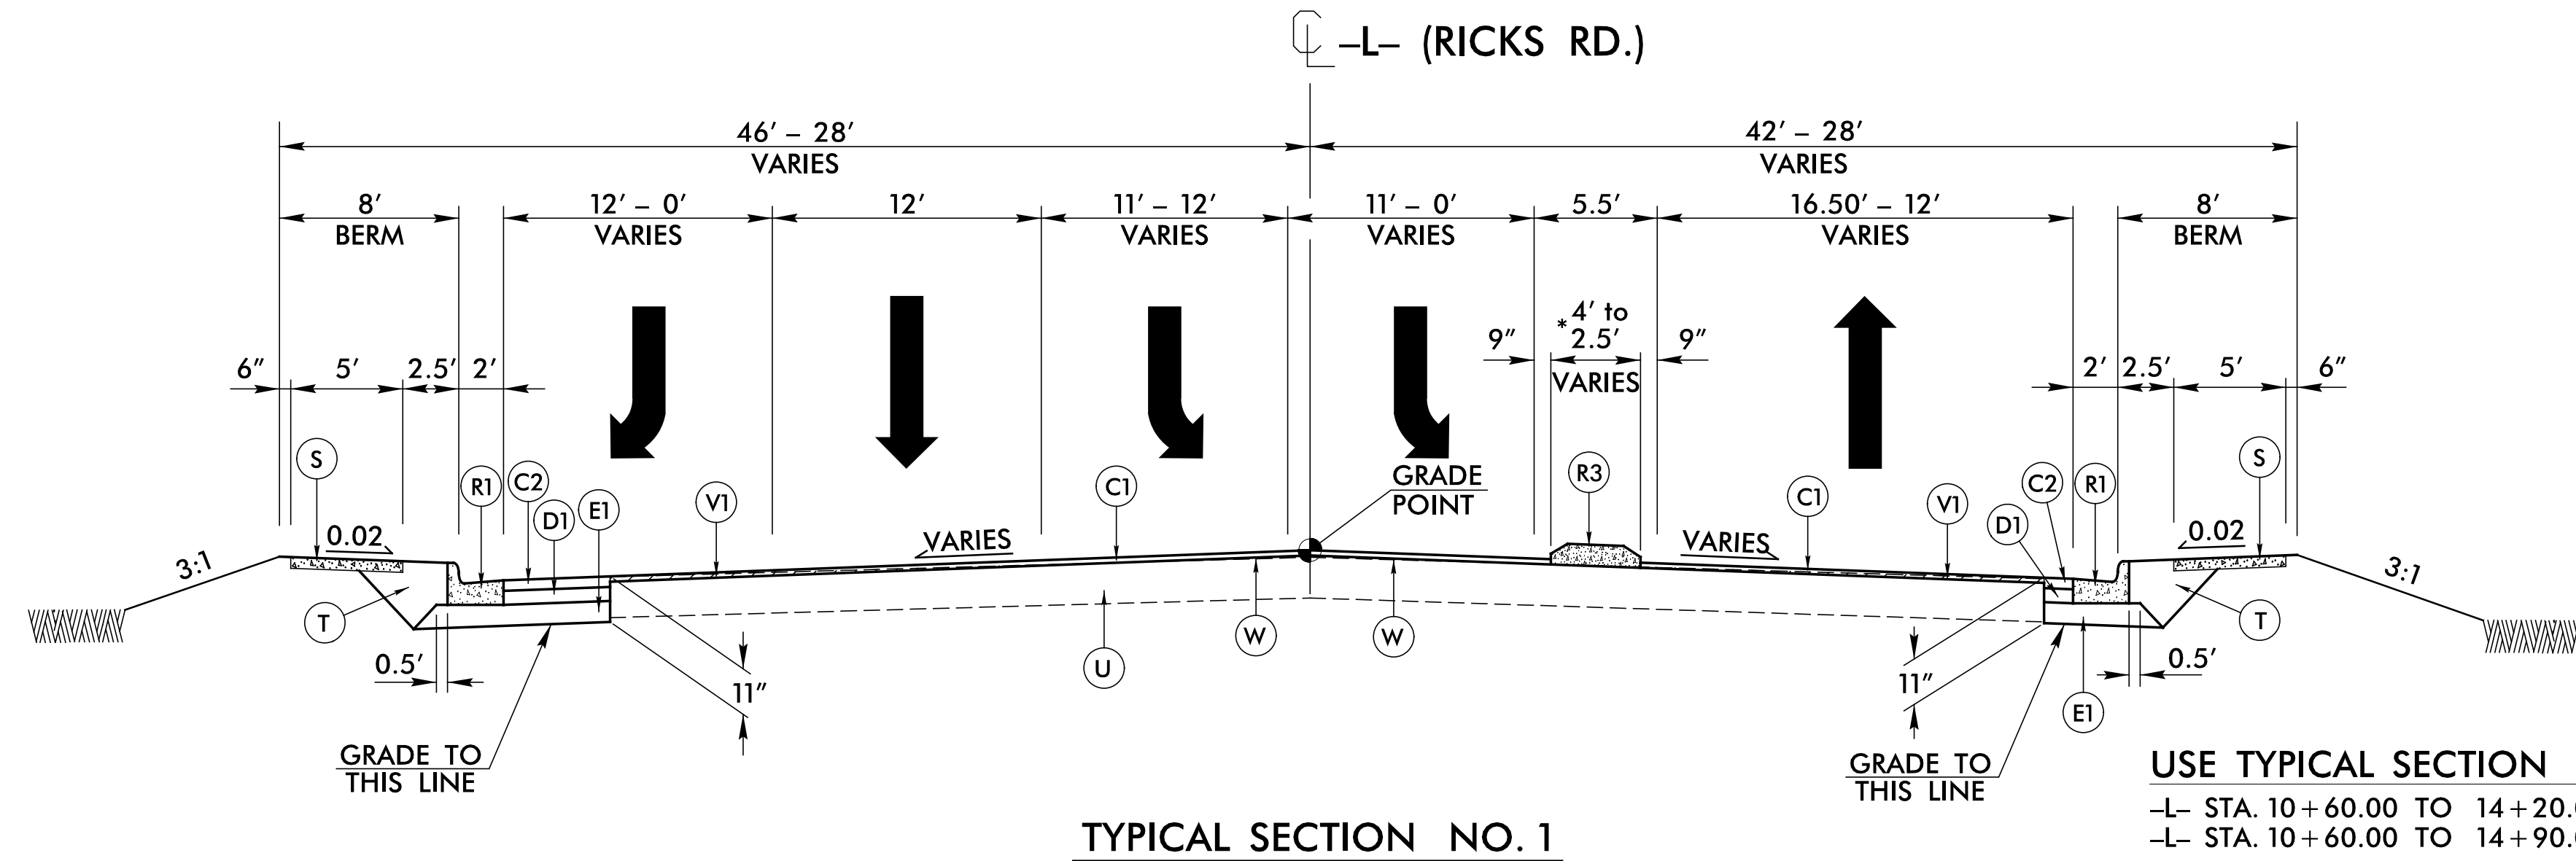 ℄ –L– (RICKS RD.)
46′ – 28′ 42′ – 28′
VARIES VARIES
8′ 12′ – 0′ 12′ 11′ – 12′ 11′ – 0′ 5.5′ 16.50′ – 12′ 8′
BERM VARIES VARIES VARIES VARIES BERM
*4′ to
9″ 2.5′ 9″
VARIES
6″ 5′ 2.5′ 2′ 2′ 2.5′ 5′ 6″
S R1 C2 D1 E1 V1 C1 R3 C1 V1 D1 C2 R1 S
GRADE
POINT
0.02 VARIES VARIES 0.02
3:1 3:1
T U W W T
0.5′ 11″ 11″ 0.5′
E1
GRADE TO GRADE TO
THIS LINE THIS LINE
USE TYPICAL SECTION
–L– STA. 10+60.00 TO 14+20.
–L– STA. 10+60.00 TO 14+90.
TYPICAL SECTION NO. 1